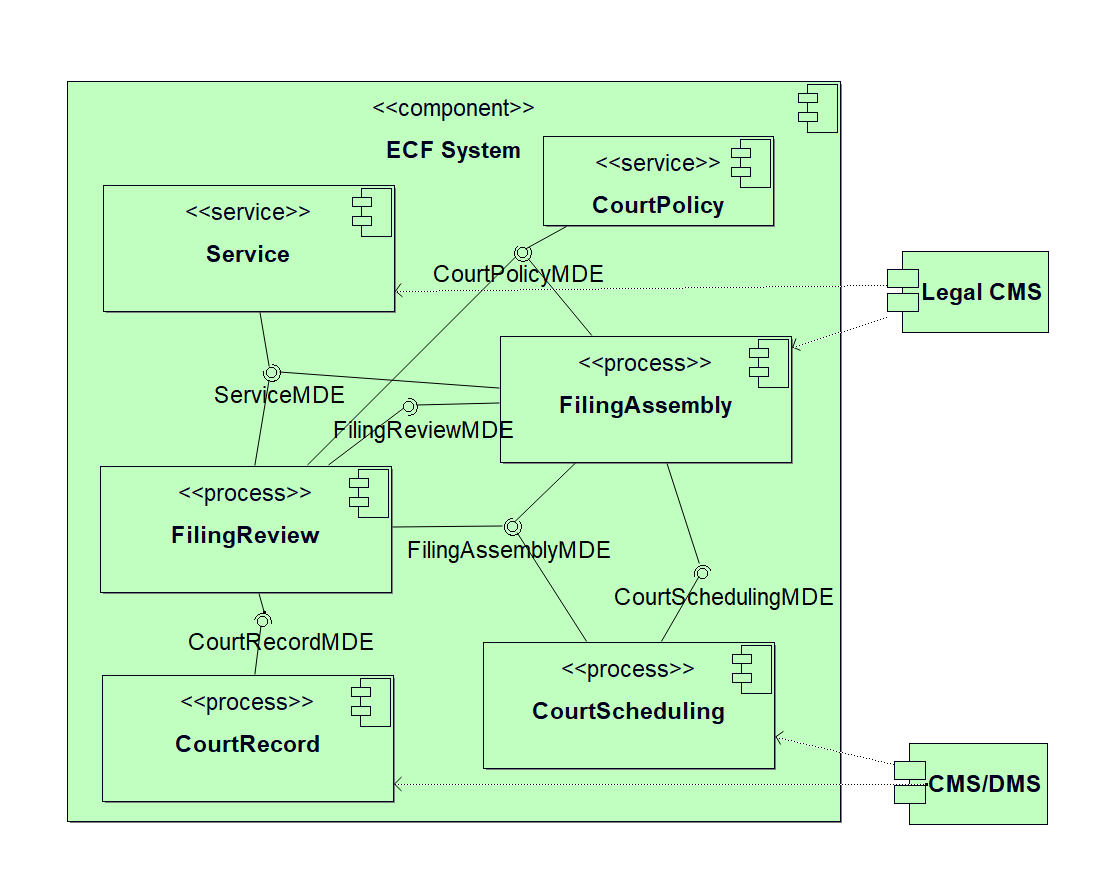 <<component>>
ECF System
<<service>>
CourtPolicy
<<service>>
Service
CourtPolicyMDE
Legal CMS
<<process>>
FilingAssembly
ServiceMDE
FilingReviewMDE
<<process>>
FilingReview
FilingAssemblyMDE
CourtSchedulingMDE
CourtRecordMDE
<<process>>
CourtScheduling
<<process>>
CourtRecord
CMS/DMS